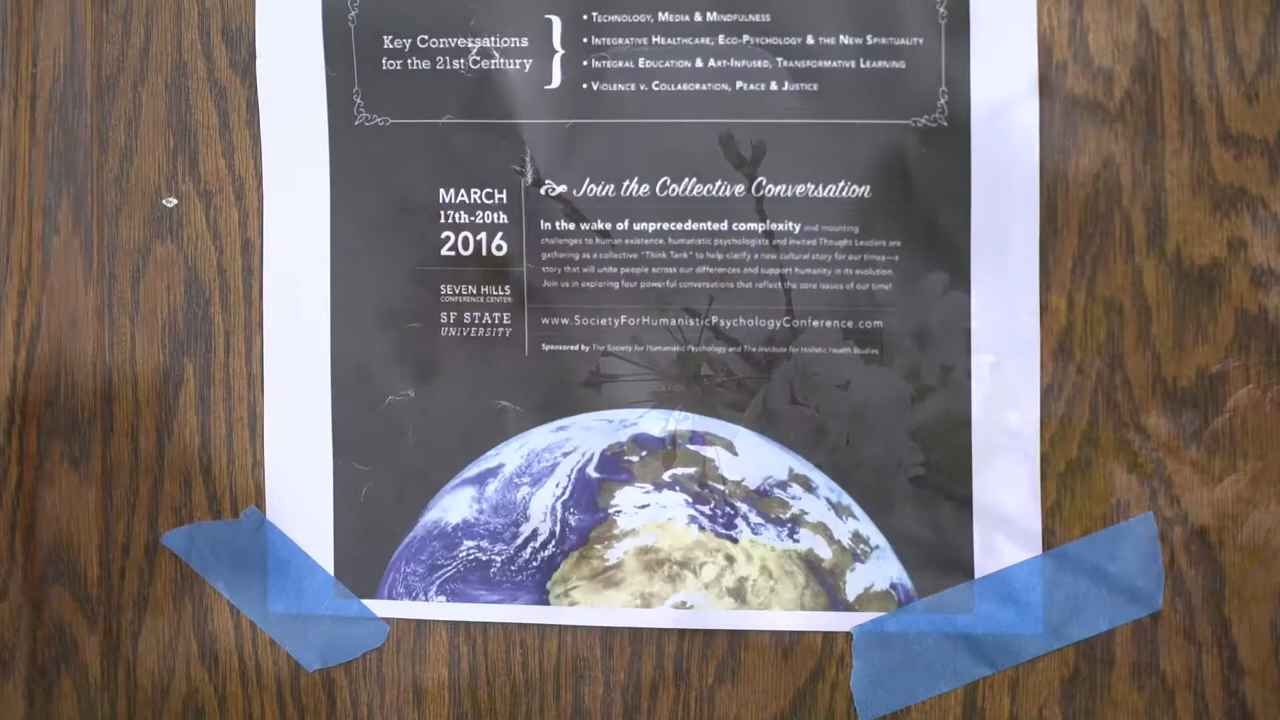 Key Conversations
for the 21st Century
• Technology, Media & Mindfulness
• Integrative Healthcare, Eco-Psychology & the New Spirituality
• Integral Education & Art-Infused, Transformative Learning
• Violence v. Collaboration, Peace & Justice
MARCH
17th-20th
2016
SEVEN HILLS
CONFERENCE CENTER:
SF STATE
UNIVERSITY
Join the Collective Conversation
In the wake of unprecedented complexity and mounting
challenges to human existence, humanistic psychologists and invited Thought Leaders are
gathering as a collective "Think Tank" to help clarify a new cultural story for our times—a
story that will unite people across our differences and support humanity in its evolution.
Join us in exploring four powerful conversations that reflect the core issues of our time!
www.SocietyForHumanisticPsychologyConference.com
Sponsored by The Society for Humanistic Psychology and The Institute for Holistic Health Studies